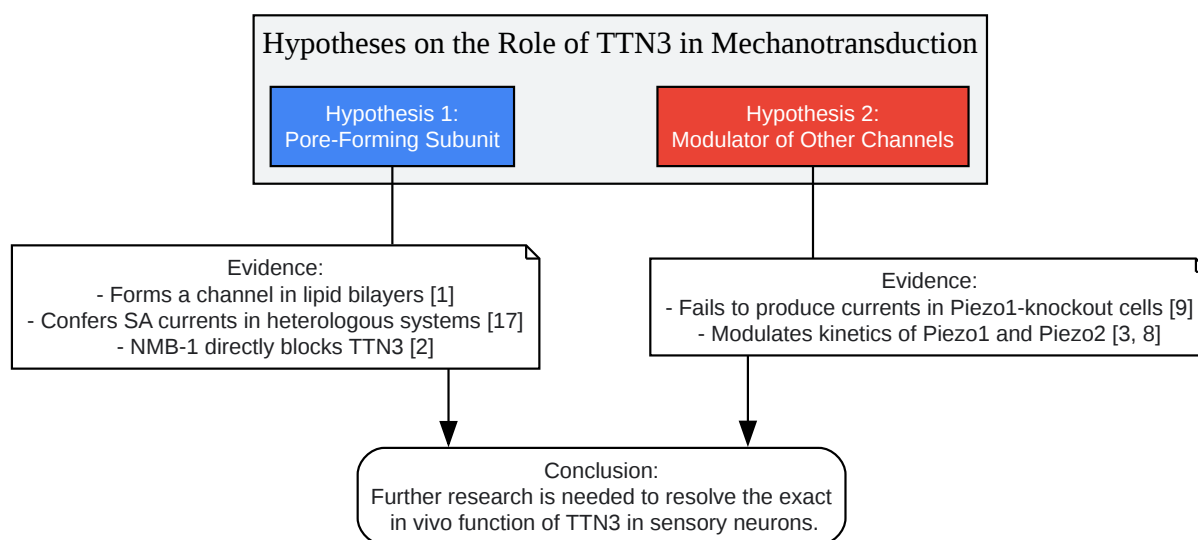 Hypotheses on the Role of TTN3 in Mechanotransduction
Hypothesis 1:
Pore-Forming Subunit
Hypothesis 2:
Modulator of Other Channels
Evidence:
- Forms a channel in lipid bilayers [1]
- Confers SA currents in heterologous systems [17]
- NMB-1 directly blocks TTN3 [2]
Evidence:
- Fails to produce currents in Piezo1-knockout cells [9]
- Modulates kinetics of Piezo1 and Piezo2 [3, 8]
Conclusion:
Further research is needed to resolve the exact
in vivo function of TTN3 in sensory neurons.